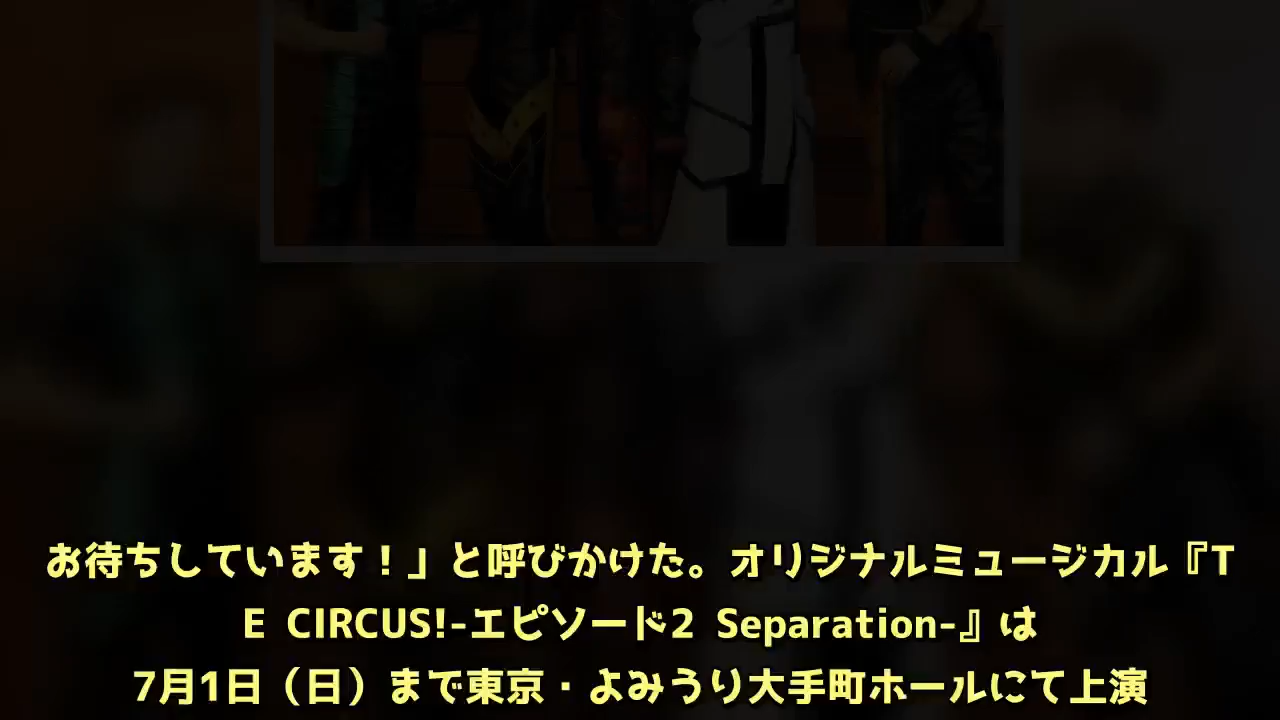 お待ちしています！」と呼びかけた。オリジナルミュージカル『T
E CIRCUS!-エピソード2 Separation-』は
7月1日（日）まで東京・よみうり大手町ホールにて上演